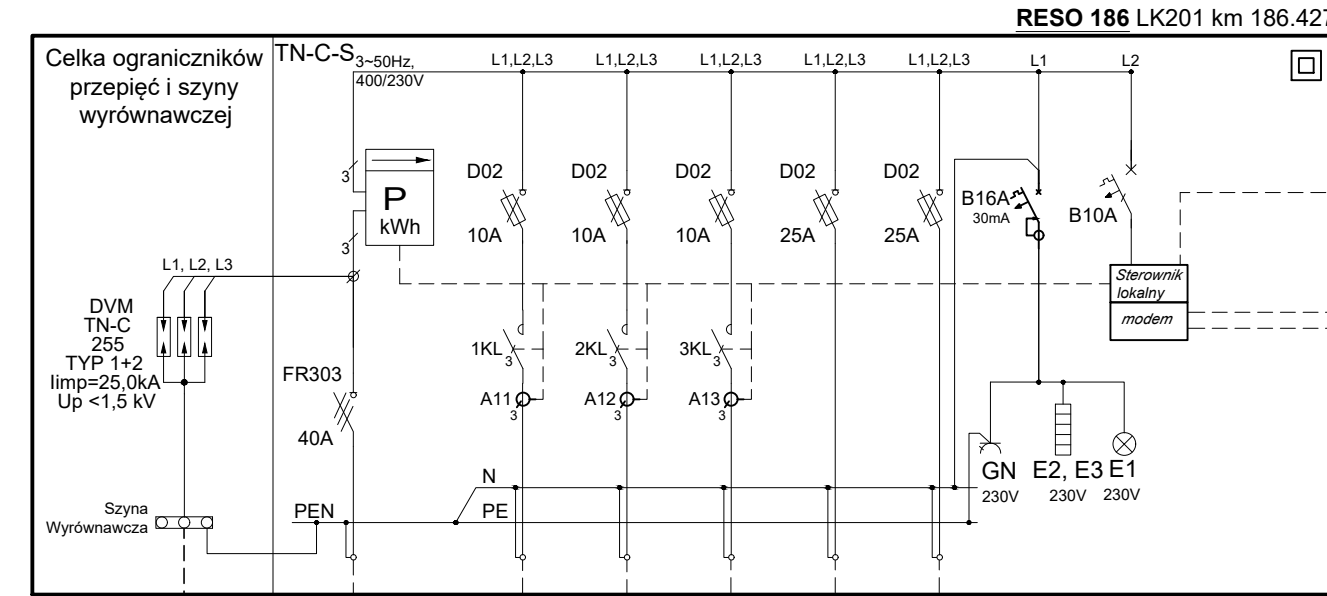 RESO 186 LK201 km 186.427
Celka ograniczników
przepięć i szyny
wyrównawczej
TN-C-S
3~50Hz,
400/230V
L1,L2,L3
L1,L2,L3
L1,L2,L3
L1,L2,L3
L1,L2,L3
L1
L2
3
P
kWh
3
D02
10A
D02
10A
D02
10A
D02
25A
D02
25A
B16A
30mA
B10A
Sterownik
lokalny
modem
L1, L2, L3
DVM
TN-C
255
TYP 1+2
Iimp=25,0kA
Up <1,5 kV
FR303
40A
1KL
3
2KL
3
3KL
3
A11
3
A12
3
A13
3
GN
230V
E2, E3
230V
E1
230V
N
PEN
PE
Szyna
Wyrównawcza